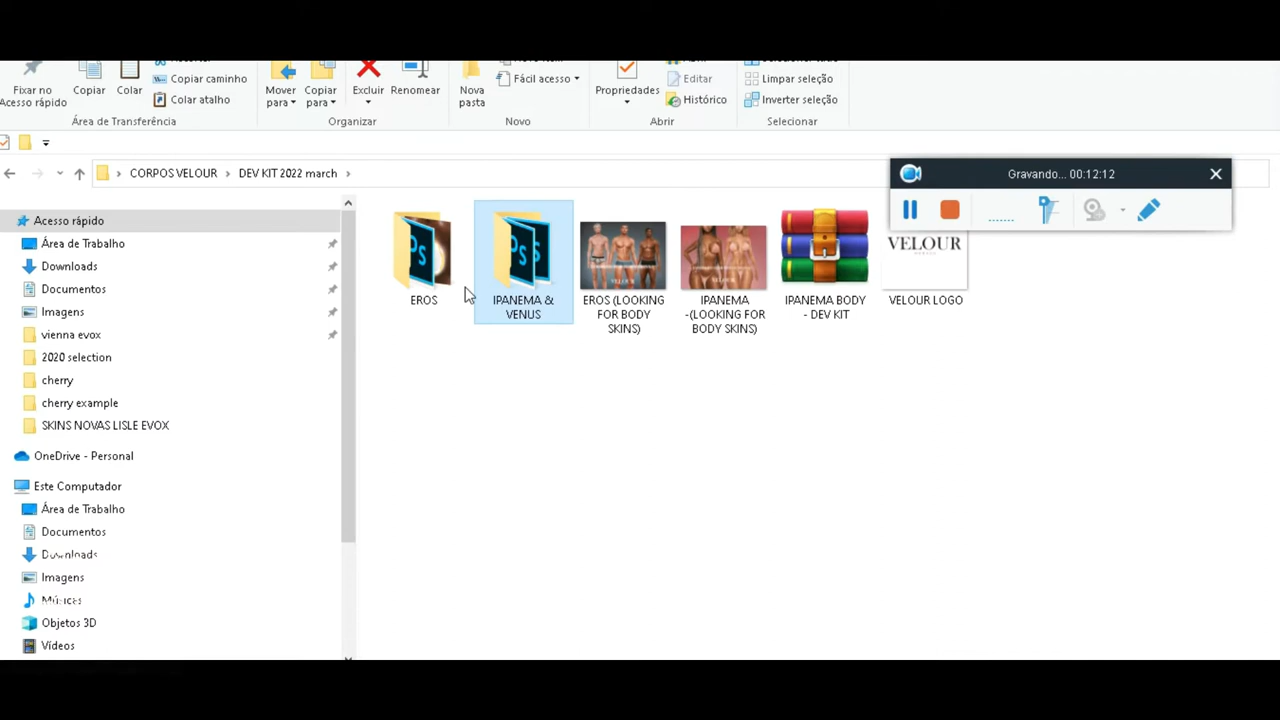 Fixar no
Acesso rápido
Copiar
Colar
Copiar caminho
Colar atalho
Mover
para
Copiar
para
Excluir
Renomear
Nova
pasta
Fácil acesso
Propriedades
Editar
Histórico
Limpar seleção
Inverter seleção
Área de Transferência
Organizar
Novo
Abrir
Selecionar
CORPOS VELOUR
DEV KIT 2022 march
Gravando... 00:12:12
Acesso rápido
Área de Trabalho
Downloads
Documentos
Imagens
vienna evox
2020 selection
cherry
cherry example
SKINS NOVAS LISLE EVOX
OneDrive - Personal
Este Computador
Área de Trabalho
Documentos
Downloads
Imagens
Músicas
Objetos 3D
Vídeos
Ps
EROS
Ps
IPANEMA &
VENUS
VELOUR
EROS (LOOKING
FOR BODY
SKINS)
VELOUR
IPANEMA
-(LOOKING FOR
BODY SKINS)
IPANEMA BODY
- DEV KIT
VELOUR
VELOUR LOGO